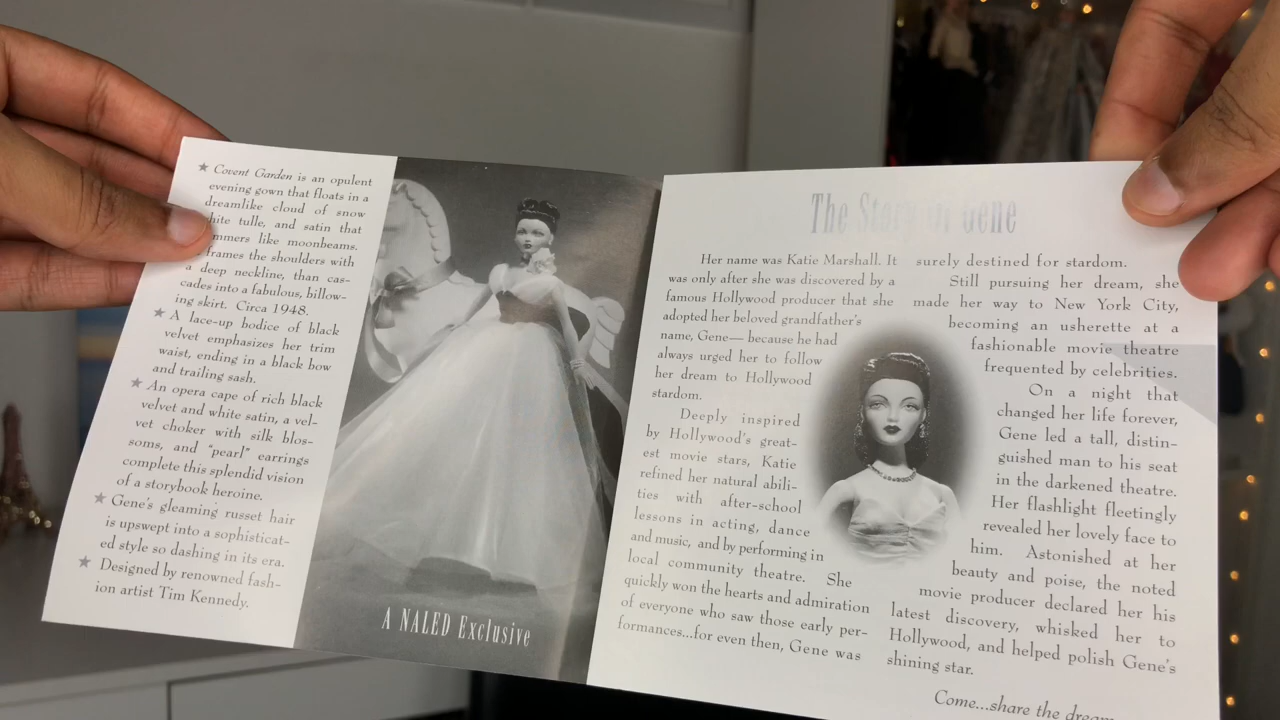 ★ Covent Garden is an opulent
evening gown that floats in a
dreamlike cloud of snow
tulle, and satin that
like moonbeams.
frames the shoulders with
a deep neckline, than cas-
cades into a fabulous, billow-
ing skirt. Circa 1948.
★ A lace-up bodice of black
velvet emphasizes her trim
waist, ending in a black bow
and trailing sash.
★ An opera cape of rich black
velvet and white satin, a vel-
vet choker with silk blos-
soms, and "pearl" earrings
complete this splendid vision
of a storybook heroine.
★ Gene's gleaming russet hair
is upswept into a sophisticat-
ed style so dashing in its era.
★ Designed by renowned fash-
ion artist Tim Kennedy.
A NALED Exclusive
The Story Of Gene
Her name was Katie Marshall. It
was only after she was discovered by a
famous Hollywood producer that she
adopted her beloved grandfather's
name, Gene— because he had
always urged her to follow
her dream to Hollywood
stardom.
Deeply inspired
by Hollywood's great-
est movie stars, Katie
refined her natural abili-
ties with after-school
lessons in acting, dance
and music, and by performing in
local community theatre. She
quickly won the hearts and admiration
of everyone who saw those early per-
formances...for even then, Gene was
surely destined for stardom.
Still pursuing her dream, she
made her way to New York City,
becoming an usherette at a
fashionable movie theatre
frequented by celebrities.
On a night that
changed her life forever,
Gene led a tall, distin-
guished man to his seat
in the darkened theatre.
Her flashlight fleetingly
revealed her lovely face to
him. Astonished at her
beauty and poise, the noted
movie producer declared her his
latest discovery, whisked her to
Hollywood, and helped polish Gene's
shining star.
Come...share the dream